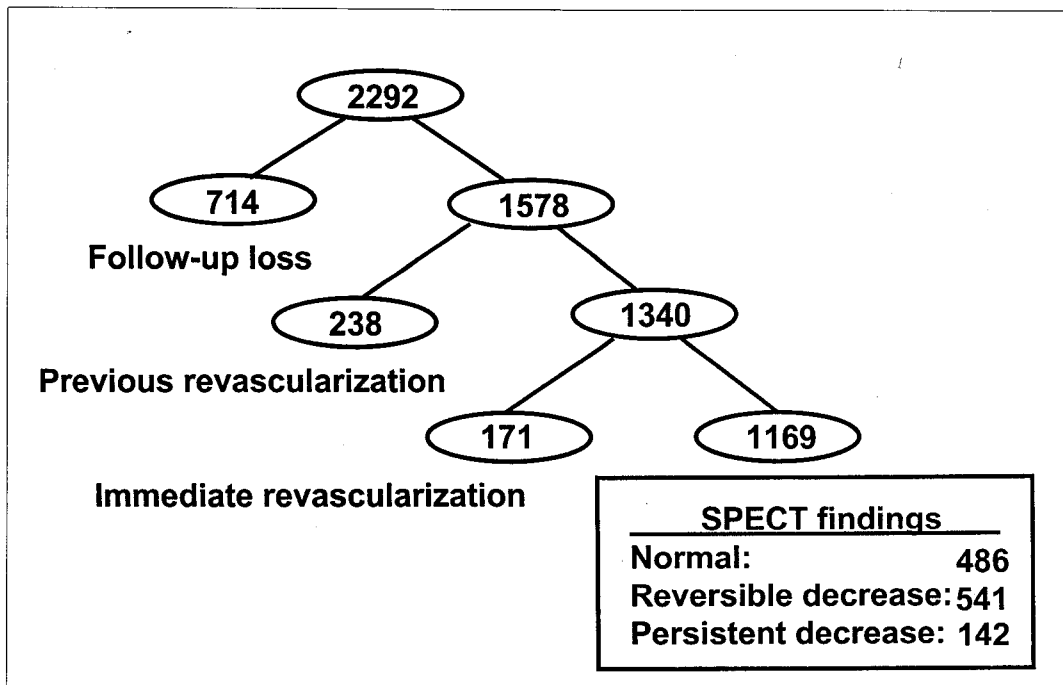 2292
714
1578
Follow-up loss
238
1340
Previous revascularization
171
1169
Immediate revascularization
SPECT findings
Normal: 486
Reversible decrease: 541
Persistent decrease: 142